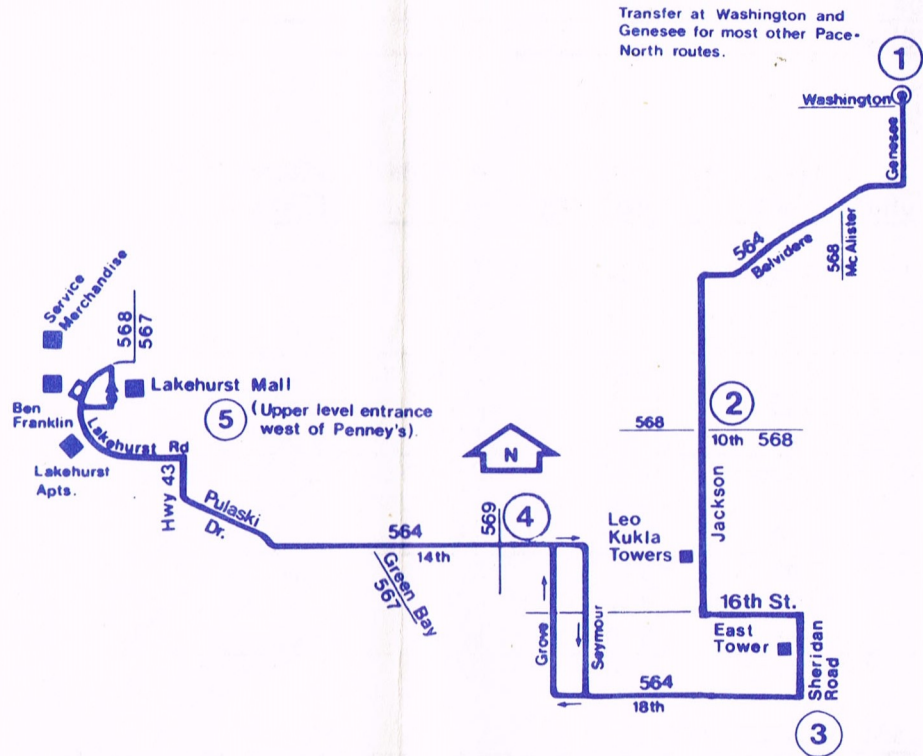 Transfer at Washington and
Genesee for most other Pace-
North routes.
1
Washington
Genesee
564
Belvidere
568
McAlister
Service
Merchandise
568
567
Lakehurst Mall
5
(Upper level entrance
west of Penney's).
Ben
Franklin
Lakehurst Rd
Lakehurst
Apts.
Hwy 43
Pulaski
Dr.
N
2
568
10th 568
Jackson
564
14th
569
4
Green Bay
567
Leo
Kukla
Towers
16th St.
East
Tower
Sheridan
Road
Grove
Seymour
564
18th
3